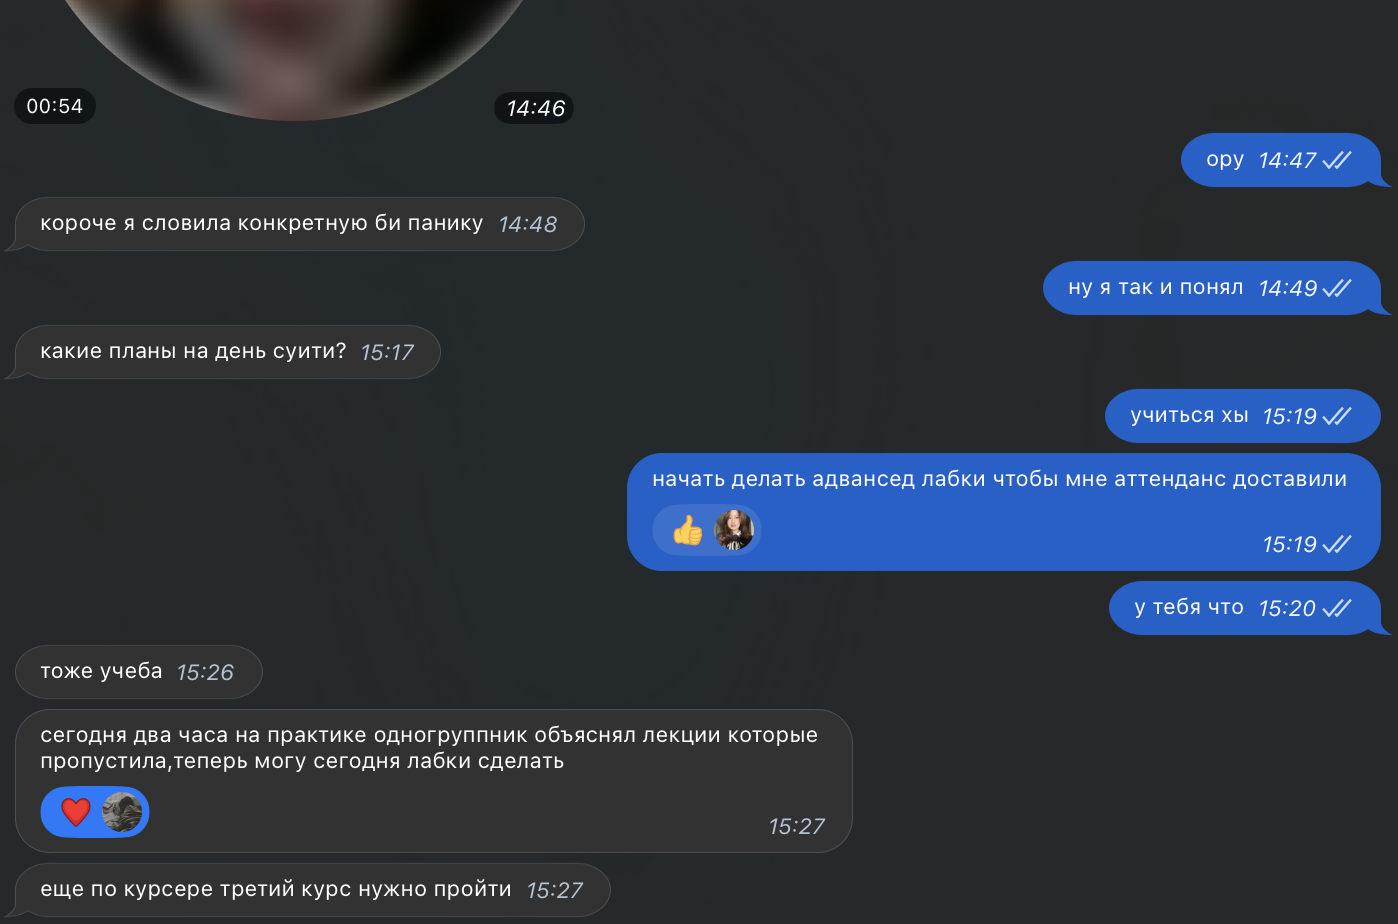 00:54
14:46
ору 14:47
короче я словила конкретную би панику 14:48
ну я так и понял 14:49
какие планы на день суити? 15:17
учиться хы 15:19
начать делать адвансед лабки чтобы мне аттенданс доставили
15:19
у тебя что 15:20
тоже учеба 15:26
сегодня два часа на практике одногруппник объяснял лекции которые
пропустила,теперь могу сегодня лабки сделать
15:27
еще по курсере третий курс нужно пройти 15:27